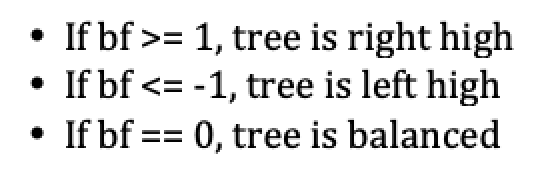 • If bf >= 1, tree is right high
• If bf <= -1, tree is left high
• If bf == 0, tree is balanced